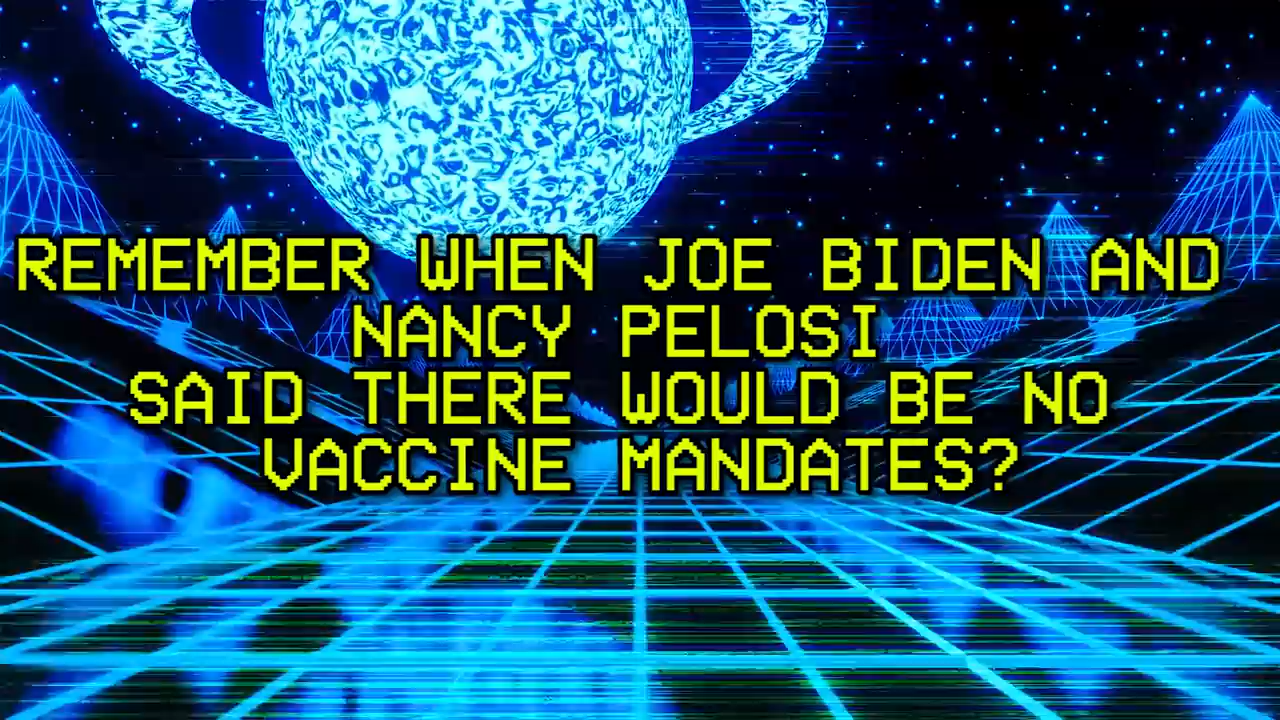 REMEMBER WHEN JOE BIDEN AND
NANCY PELOSI
SAID THERE WOULD BE NO
VACCINE MANDATES?